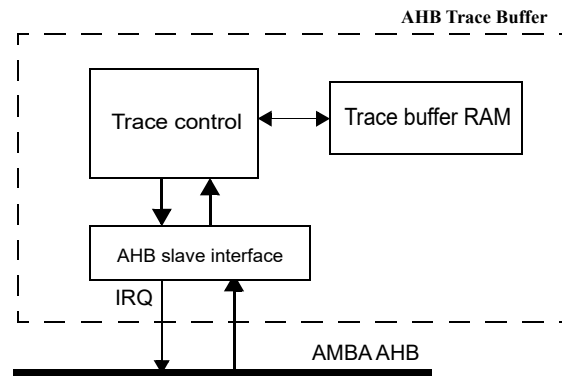 AHB Trace Buffer
Trace control
Trace buffer RAM
AHB slave interface
IRQ
AMBA AHB